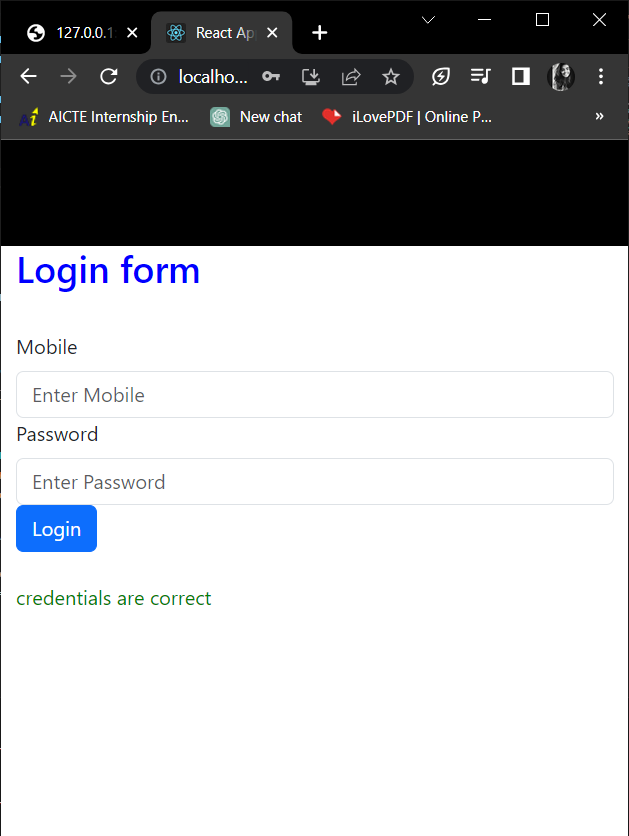 127.0.0.1:
React App
localho...
AICTE Internship En...
New chat
iLovePDF | Online P...
»
Login form
Mobile
Enter Mobile
Password
Enter Password
Login
credentials are correct